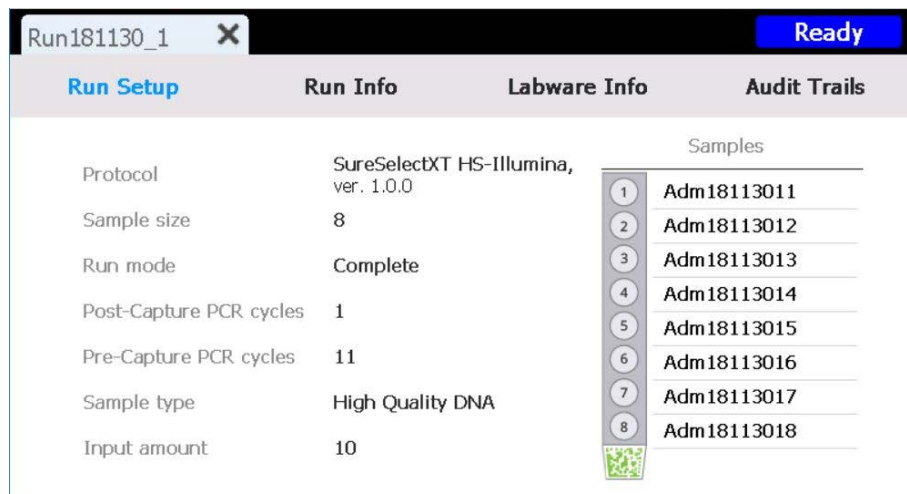 Run181130_1
Ready
Run Setup Run Info Labware Info Audit Trails
Protocol SureSelectXT HS-Illumina,
ver. 1.0.0
Sample size 8
Run mode Complete
Post-Capture PCR cycles 1
Pre-Capture PCR cycles 11
Sample type High Quality DNA
Input amount 10
Samples
1 Adm18113011
2 Adm18113012
3 Adm18113013
4 Adm18113014
5 Adm18113015
6 Adm18113016
7 Adm18113017
8 Adm18113018